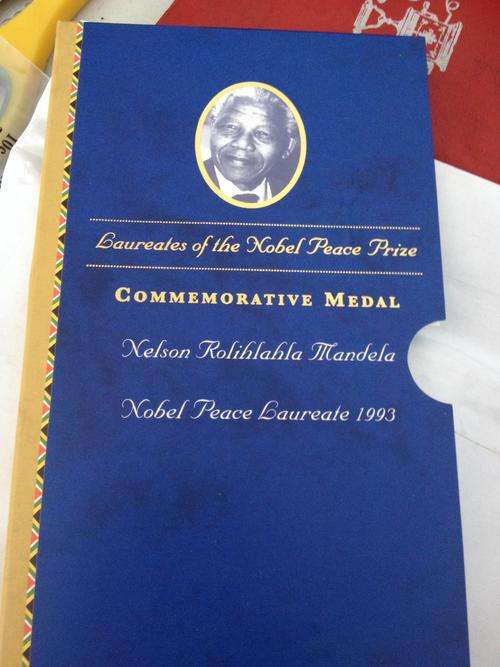 Laureates of the Nobel Peace Prize
COMMEMORATIVE MEDAL
Nelson Rolihlahla Mandela
Nobel Peace Laureate 1993